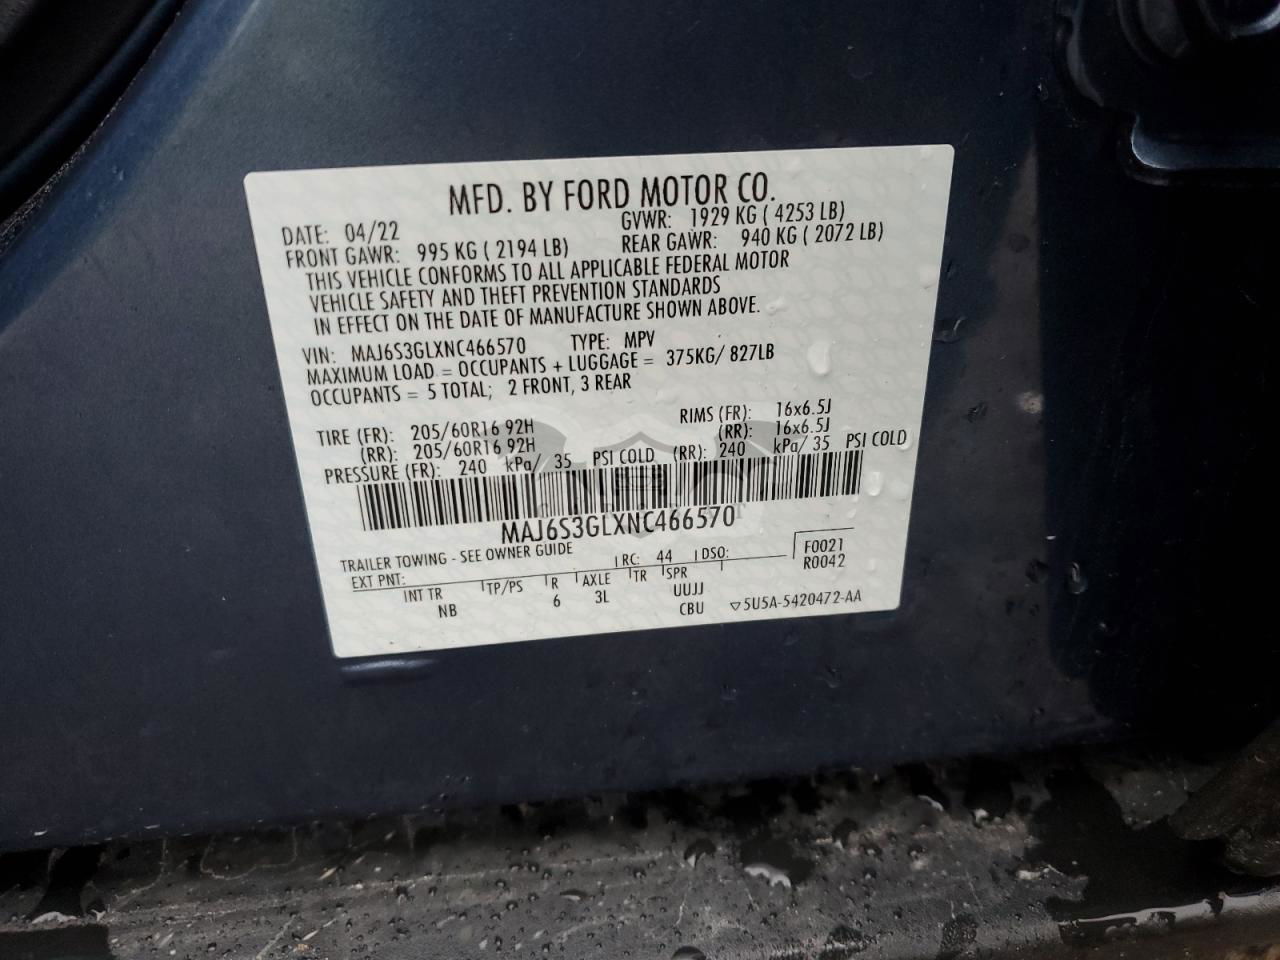 MFD. BY FORD MOTOR CO.
DATE: 04/22 GVWR: 1929 KG ( 4253 LB)
FRONT GAWR: 995 KG ( 2194 LB) REAR GAWR: 940 KG ( 2072 LB)
THIS VEHICLE CONFORMS TO ALL APPLICABLE FEDERAL MOTOR
VEHICLE SAFETY AND THEFT PREVENTION STANDARDS
IN EFFECT ON THE DATE OF MANUFACTURE SHOWN ABOVE.
VIN: MAJ6S3GLXNC466570 TYPE: MPV
MAXIMUM LOAD = OCCUPANTS + LUGGAGE = 375KG/ 827LB
OCCUPANTS = 5 TOTAL; 2 FRONT, 3 REAR
TIRE (FR): 205/60R16 92H RIMS (FR): 16x6.5J
(RR): 205/60R16 92H (RR): 16x6.5J
PRESSURE (FR): 240 kPa/ 35 PSI COLD (RR): 240 kPa/ 35 PSI COLD
MAJ6S3GLXNC466570
TRAILER TOWING - SEE OWNER GUIDE
EXT PNT: RC: 44 DSO: F0021
R0042
INT TR TP/PS R AXLE TR SPR
NB 6 3L UUJJ
CBU ▽5U5A-5420472-AA